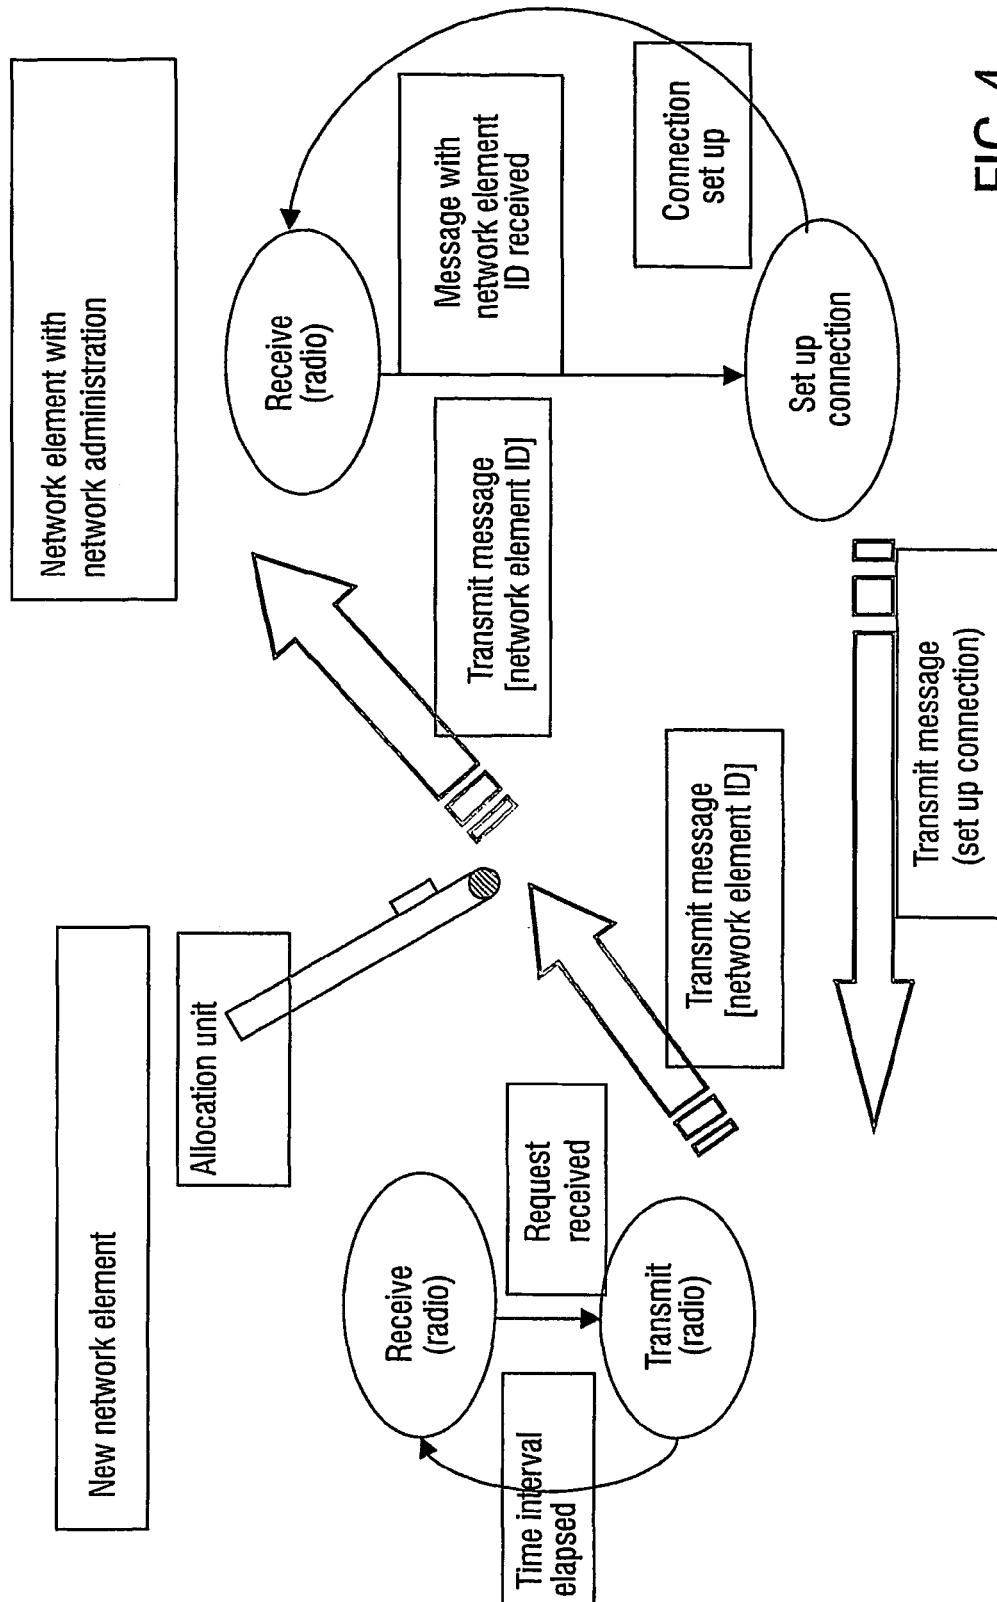 New network element
Network element with
network administration
Allocation unit
Receive
(radio)
Receive
(radio)
Time interval
elapsed
Request
received
Transmit message
[network element ID]
Message with
network element
ID received
Transmit
(radio)
Transmit message
[network element ID]
Connection
set up
Set up
connection
Transmit message
(set up connection)
FIG 4